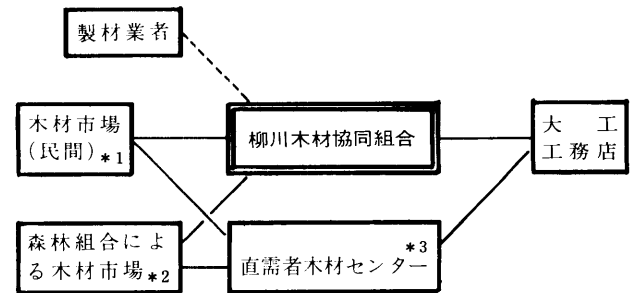 製材業者
木材市場
(民間)*1
柳川木材協同組合
大工
工務店
森林組合によ
る木材市場*2
*3
直需者木材センター